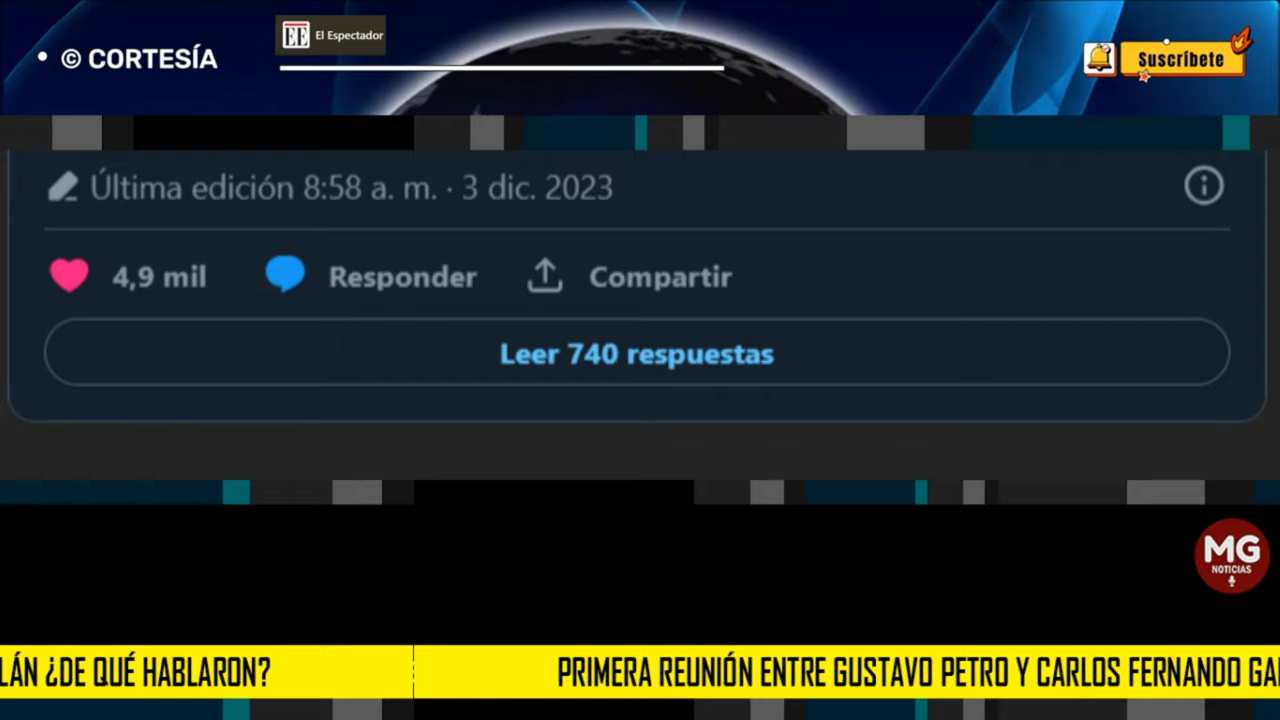 • © CORTESÍA
EE El Espectador
Suscríbete
Última edición 8:58 a. m. · 3 dic. 2023
4,9 mil Responder Compartir
Leer 740 respuestas
MG
NOTICIAS
LÁN ¿DE QUÉ HABLARON? PRIMERA REUNIÓN ENTRE GUSTAVO PETRO Y CARLOS FERNANDO GA